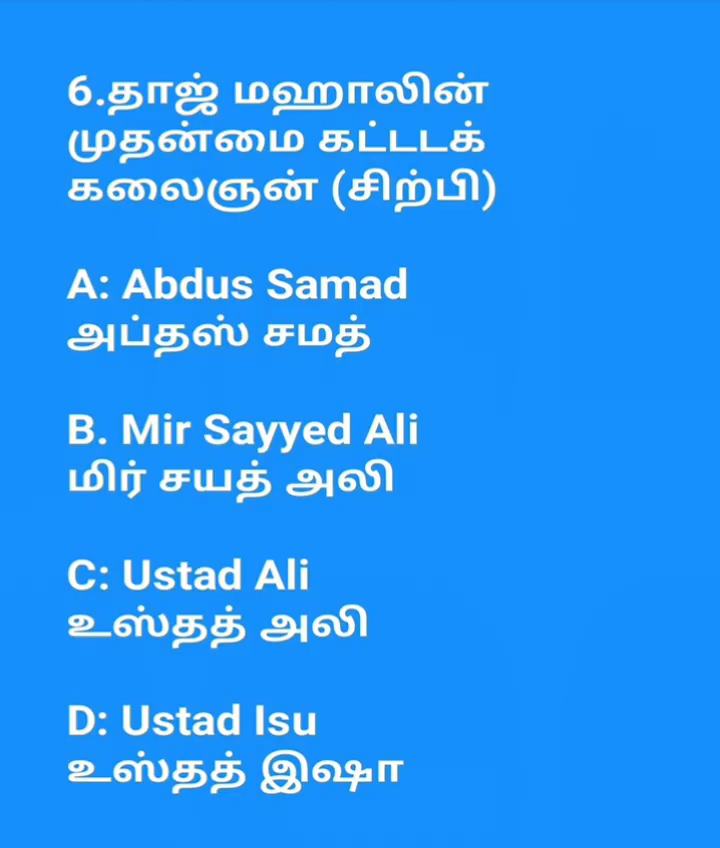 6.தாஜ் மஹாலின்
முதன்மை கட்டடக்
கலைஞன் (சிற்பி)
A: Abdus Samad
அப்தஸ் சமத்
B. Mir Sayyed Ali
மிர் சயத் அலி
C: Ustad Ali
உஸ்தத் அலி
D: Ustad Isu
உஸ்தத் இஷா